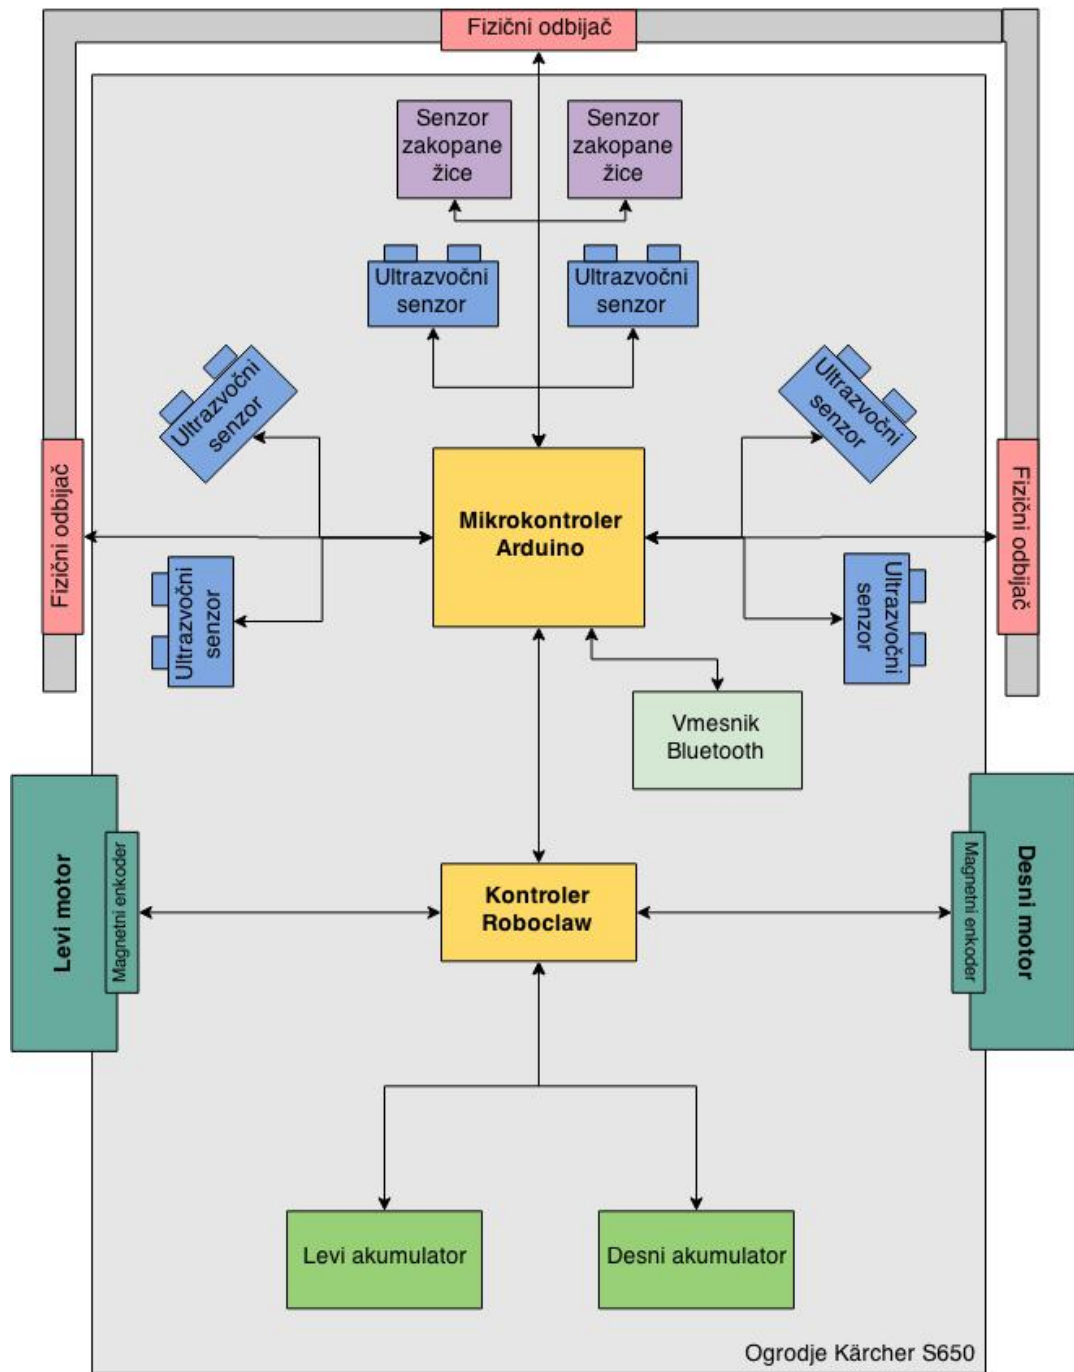 Fizični odbijač
Senzor
zakopane
žice
Senzor
zakopane
žice
Ultrazvočni
senzor
Ultrazvočni
senzor
Ultrazvočni
senzor
Ultrazvočni
senzor
Fizični odbijač
Mikrokontroler
Arduino
Fizični odbijač
Ultrazvočni
senzor
Ultrazvočni
senzor
Vmesnik
Bluetooth
Levi motor
Magnetni enkoder
Kontroler
Roboclaw
Magnetni enkoder
Desni motor
Levi akumulator
Desni akumulator
Ogrodje Kärcher S650